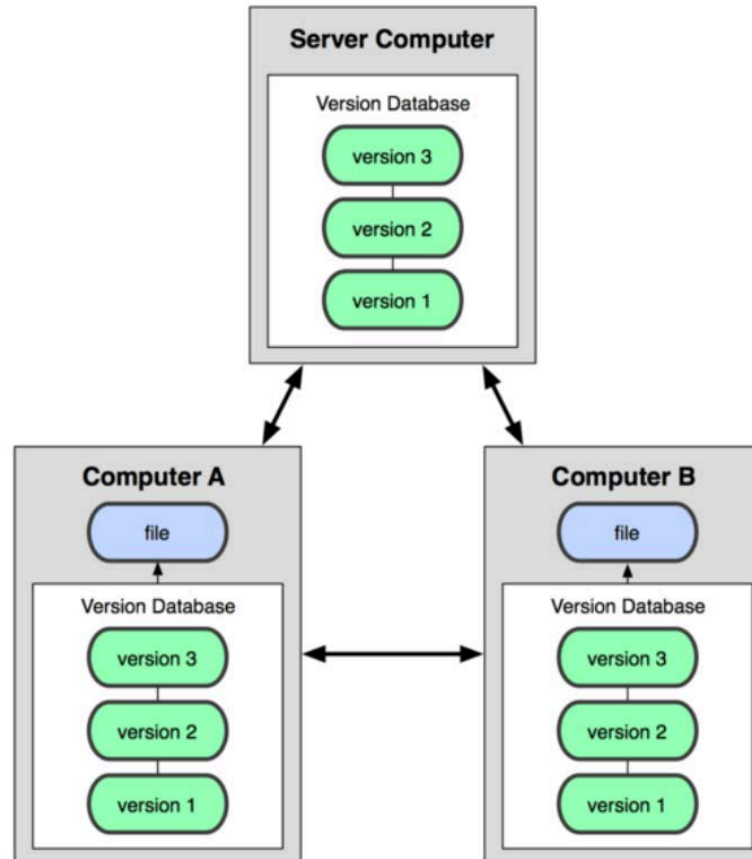 Server Computer
Version Database
version 3
version 2
version 1
Computer A
file
Version Database
version 3
version 2
version 1
Computer B
file
Version Database
version 3
version 2
version 1